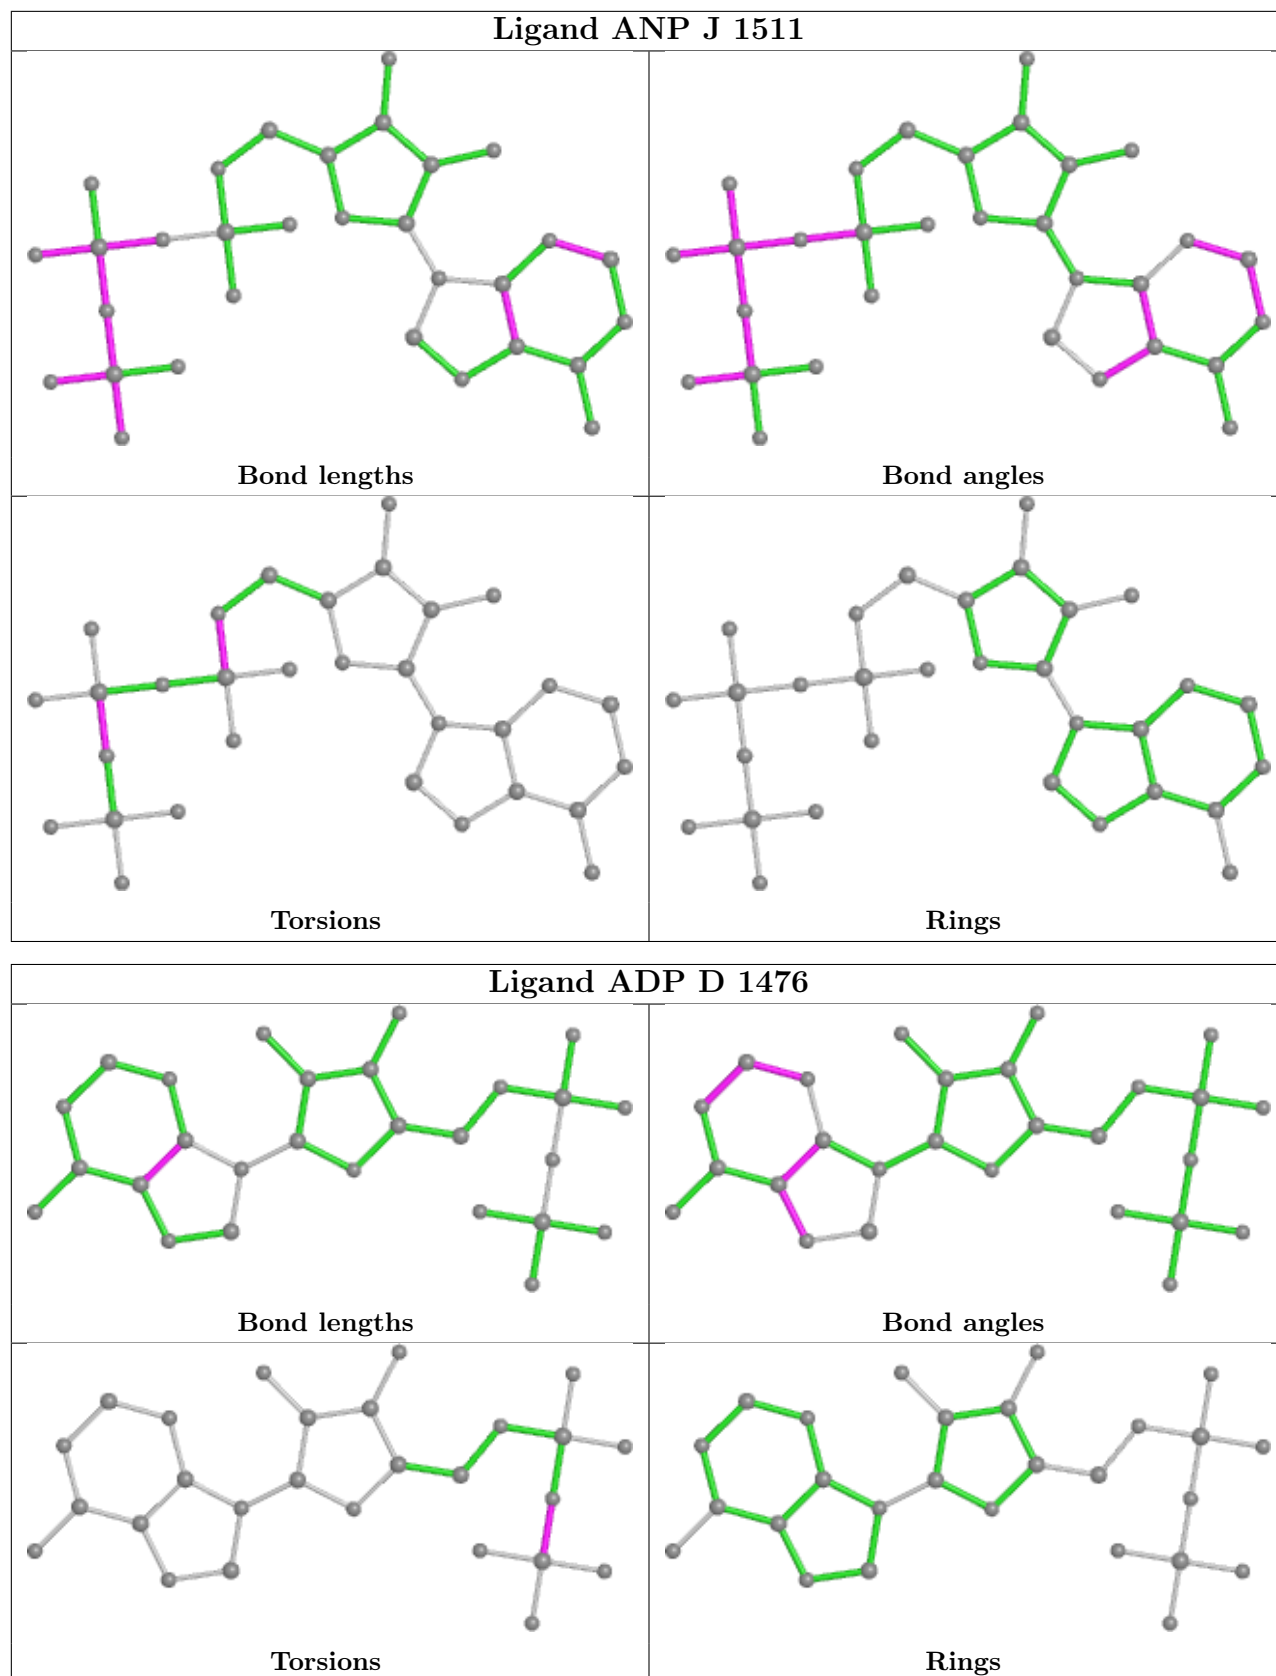 Ligand ANP J 1511
Bond lengths
Bond angles
Torsions
Rings
Ligand ADP D 1476
Bond lengths
Bond angles
Torsions
Rings